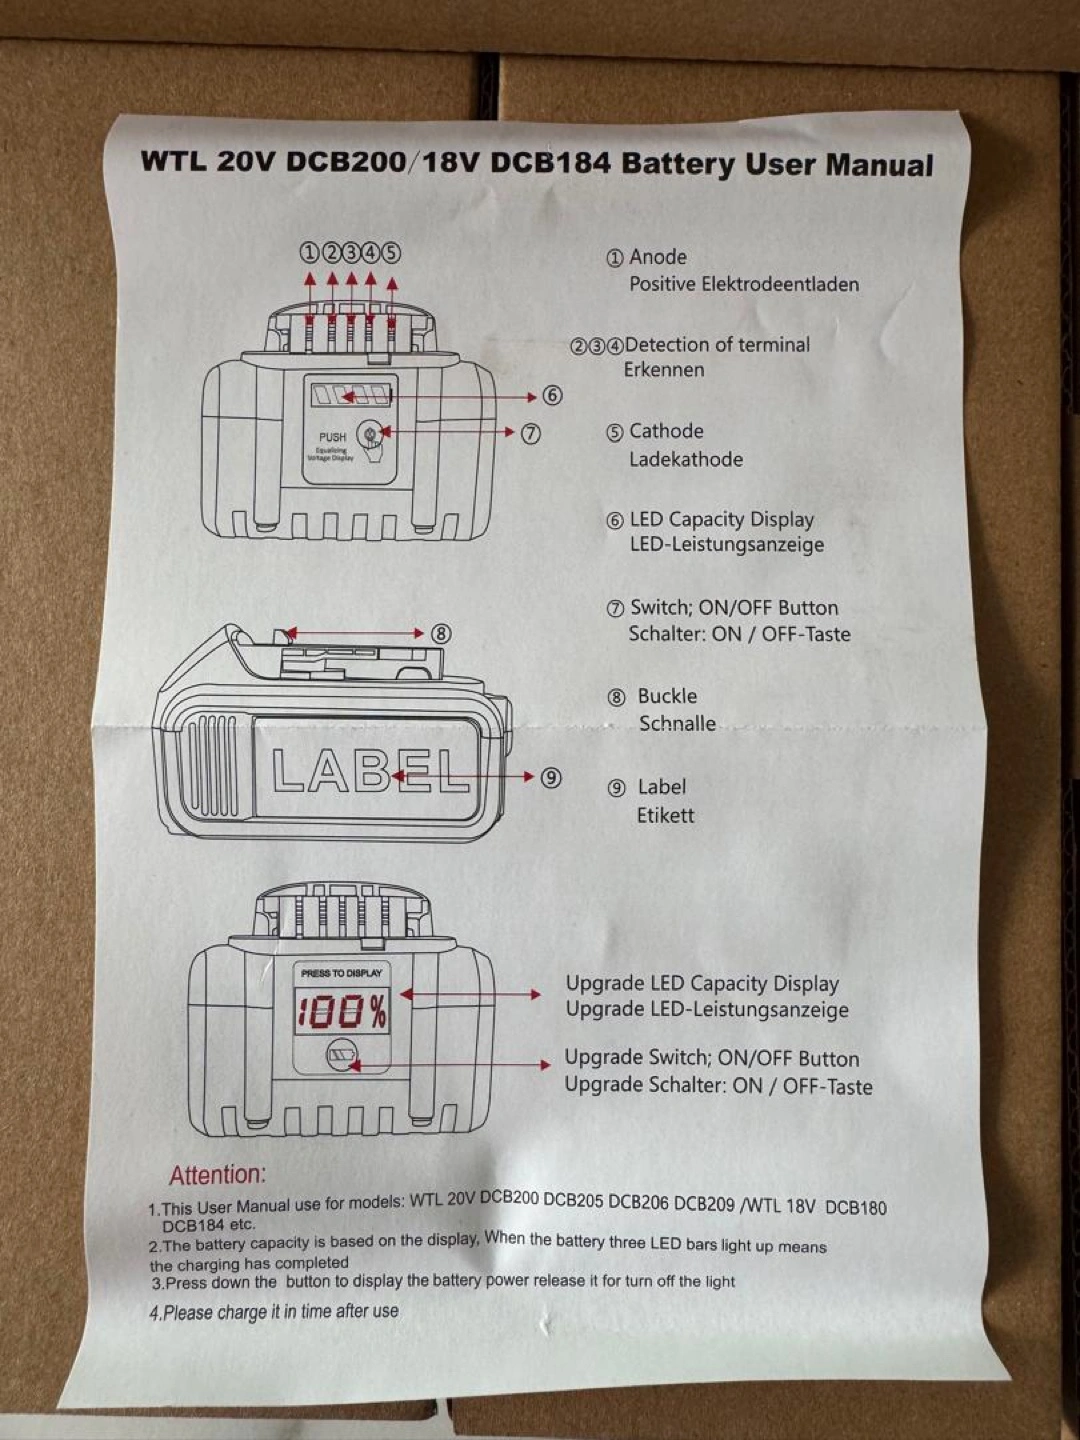 WTL 20V DCB200/18V DCB184 Battery User Manual
①②③④⑤
① Anode
Positive Elektrodeentladen
②③④Detection of terminal
Erkennen
⑥
⑦
PUSH
Equalizing
Voltage Display
⑤ Cathode
Ladekathode
⑥ LED Capacity Display
LED-Leistungsanzeige
⑦ Switch; ON/OFF Button
Schalter: ON / OFF-Taste
⑧
⑧ Buckle
Schnalle
LABEL
⑨
⑨ Label
Etikett
PRESS TO DISPLAY
100%
Upgrade LED Capacity Display
Upgrade LED-Leistungsanzeige
Upgrade Switch; ON/OFF Button
Upgrade Schalter: ON / OFF-Taste
Attention:
1.This User Manual use for models: WTL 20V DCB200 DCB205 DCB206 DCB209 /WTL 18V DCB180
DCB184 etc.
2.The battery capacity is based on the display, When the battery three LED bars light up means
the charging has completed
3.Press down the button to display the battery power release it for turn off the light
4.Please charge it in time after use